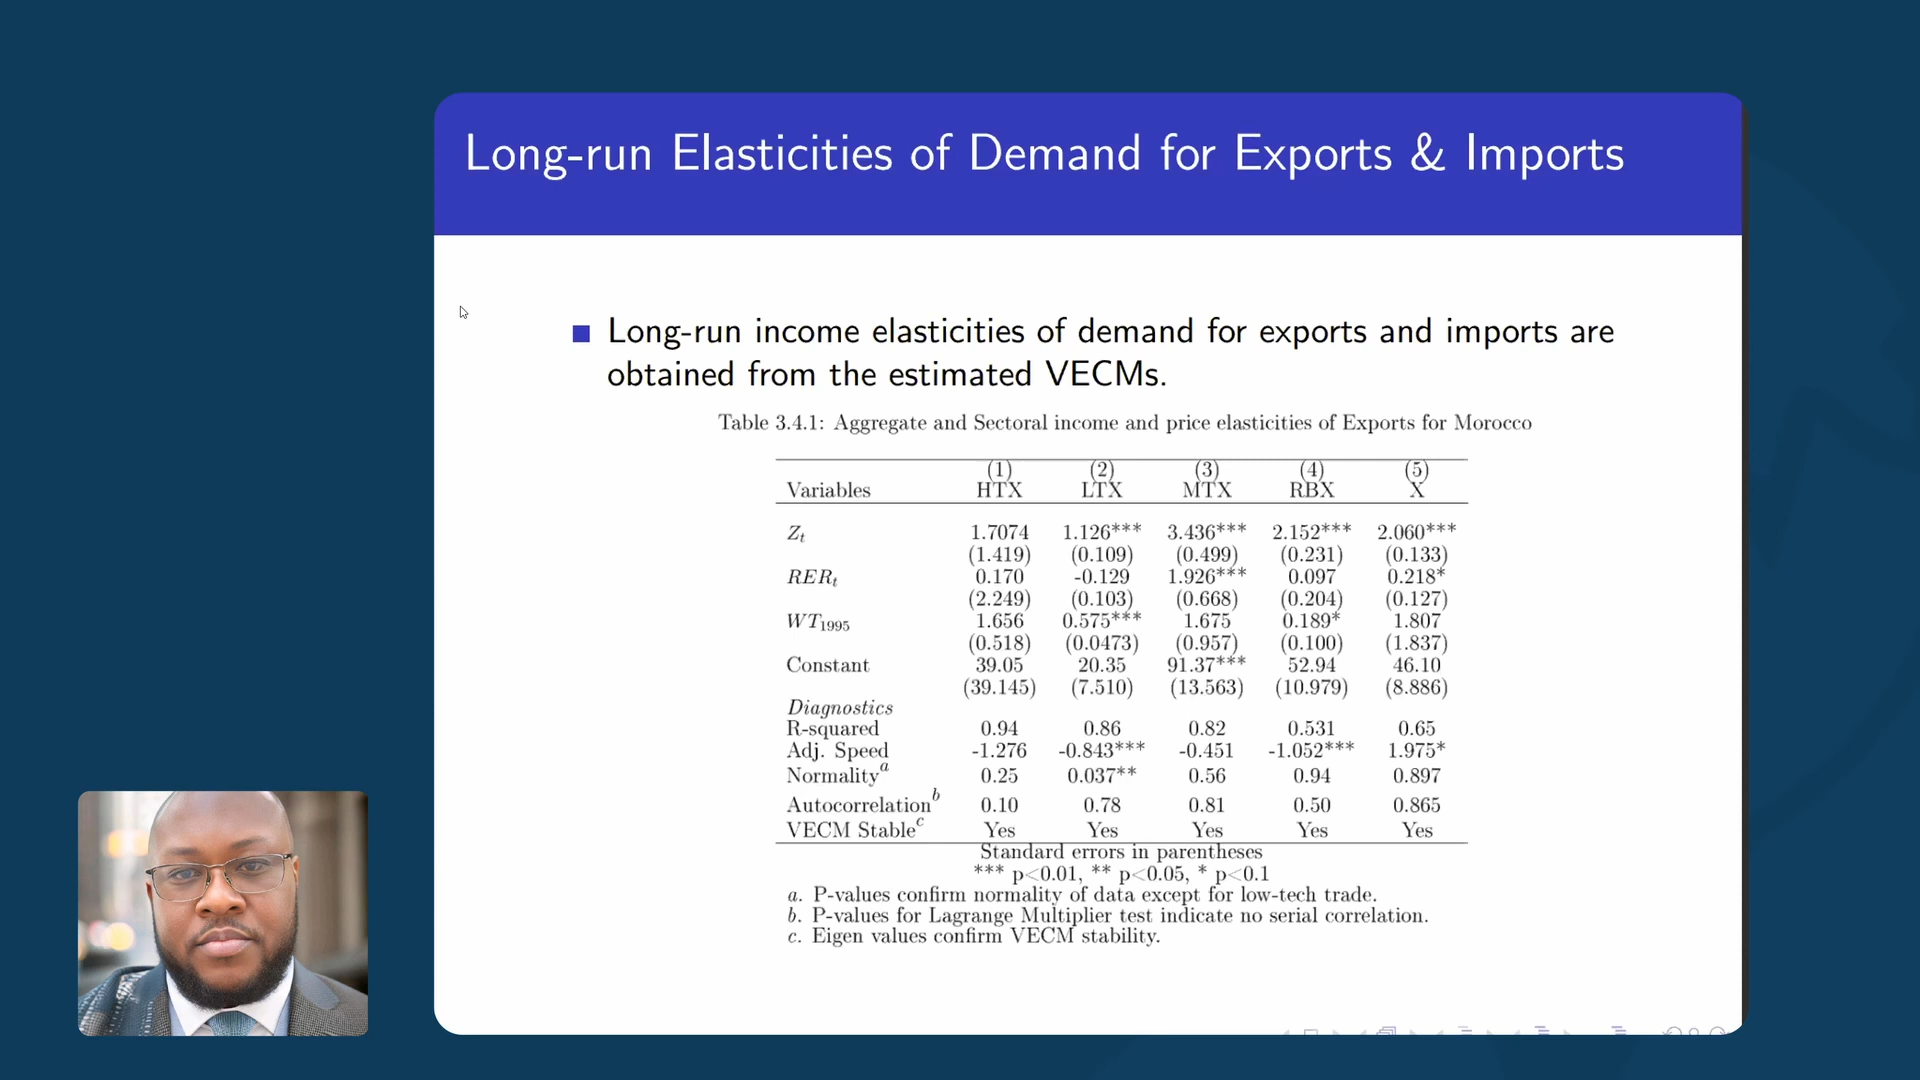 Long-run Elasticities of Demand for Exports & Imports
Long-run income elasticities of demand for exports and imports are
obtained from the estimated VECMs.
Table 3.4.1: Aggregate and Sectoral income and price elasticities of Exports for Morocco
(1) (2) (3) (4) (5)
Variables HTX LTX MTX RBX X
Zt 1.7074 1.126*** 3.436*** 2.152*** 2.060***
(1.419) (0.109) (0.499) (0.231) (0.133)
RERt 0.170 -0.129 1.926*** 0.097 0.218*
(2.249) (0.103) (0.668) (0.204) (0.127)
WT1995 1.656 0.575*** 1.675 0.189* 1.807
(0.518) (0.0473) (0.957) (0.100) (1.837)
Constant 39.05 20.35 91.37*** 52.94 46.10
(39.145) (7.510) (13.563) (10.979) (8.886)
Diagnostics
R-squared 0.94 0.86 0.82 0.531 0.65
Adj. Speed -1.276 -0.843*** -0.451 -1.052*** 1.975*
Normality a 0.25 0.037** 0.56 0.94 0.897
Autocorrelation b 0.10 0.78 0.81 0.50 0.865
VECM Stable c Yes Yes Yes Yes Yes
Standard errors in parentheses
*** p<0.01, ** p<0.05, * p<0.1
a. P-values confirm normality of data except for low-tech trade.
b. P-values for Lagrange Multiplier test indicate no serial correlation.
c. Eigen values confirm VECM stability.